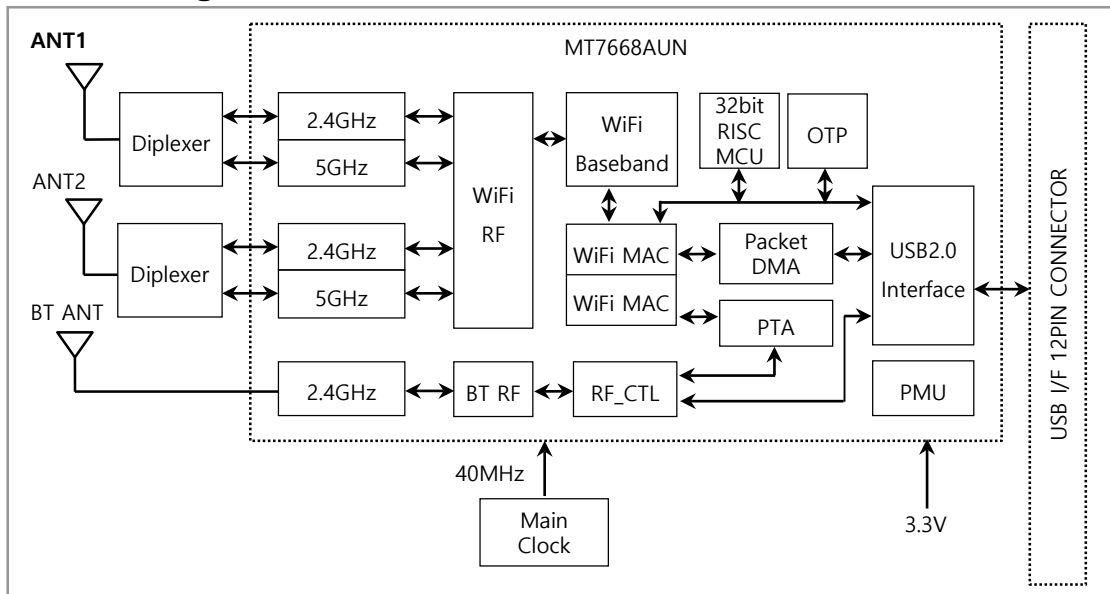 MT7668AUN
ANT1
Diplexer
2.4GHz
5GHz
ANT2
Diplexer
2.4GHz
5GHz
WiFi
RF
WiFi
Baseband
32bit
RISC
MCU
OTP
WiFi MAC
WiFi MAC
Packet
DMA
PTA
USB2.0
Interface
BT ANT
2.4GHz
BT RF
RF_CTL
PMU
USB I/F 12PIN CONNECTOR
40MHz
Main
Clock
3.3V